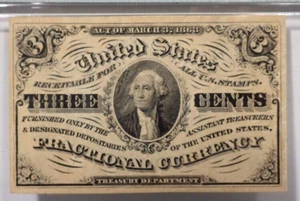 ACT OF MARCH 3, 1863
3 3
United States
RECEIVABLE FOR ALL U.S. STAMPS.
THREE CENTS
FURNISHED ONLY BY THE ASSISTANT TREASURERS
& DESIGNATED DEPOSITARIES OF THE UNITED STATES.
FRACTIONAL CURRENCY
TREASURY DEPARTMENT